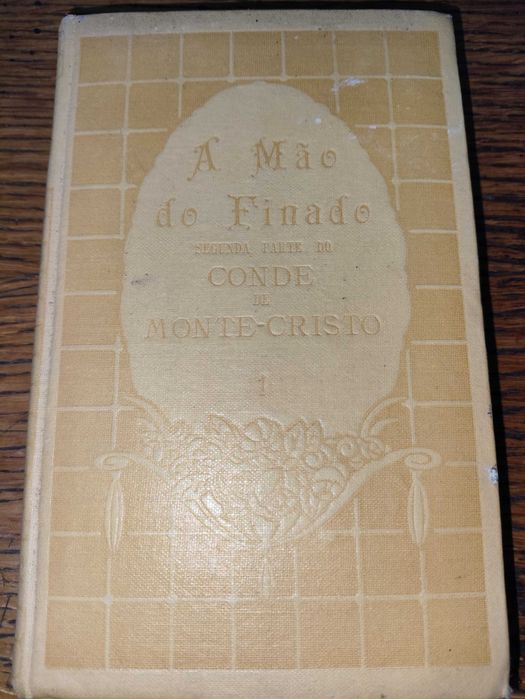 A Mão
do Finado
SEGUNDA PARTE DO
CONDE
DE
MONTE-CRISTO
1